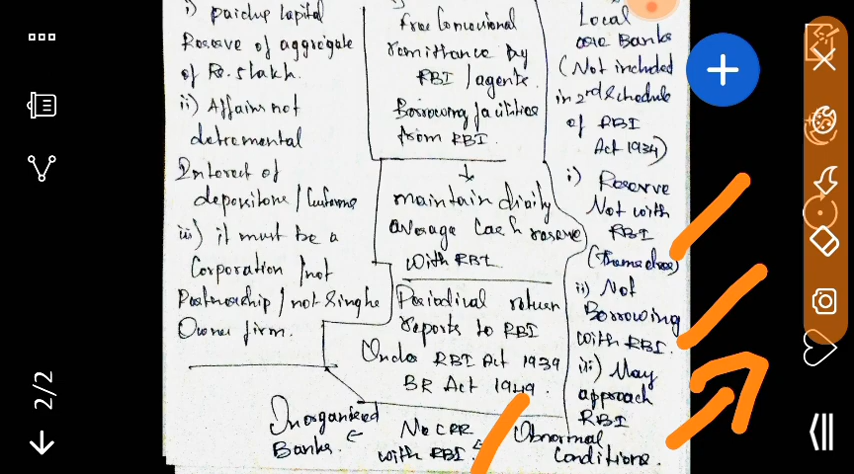 i) paidup Capital
Reserve of aggregate
of Rs. 5 lakh.
ii) Affairs not
detremental
Interest of
depositors / Customs
iii) it must be a
Corporation / not
Partnership / not Single
Owner firm.
Free Concessional
remittance by
RBI / agents.
Borrowing facilities
from RBI.
maintain daily
average Cash reserve
with RBI
Periodical return
reports to RBI
Under RBI Act 1939
BR Act 1949.
Local
area Banks
(Not included
in 2nd Schedule
of RBI
Act 1934)
i) Reserve
Not with
RBI
(Themselves)
ii) Not
Borrowing
with RBI.
iii) May
approach
RBI
Abnormal
Conditions.
No CRR
with RBI
Unorganised
Banks.
2/2